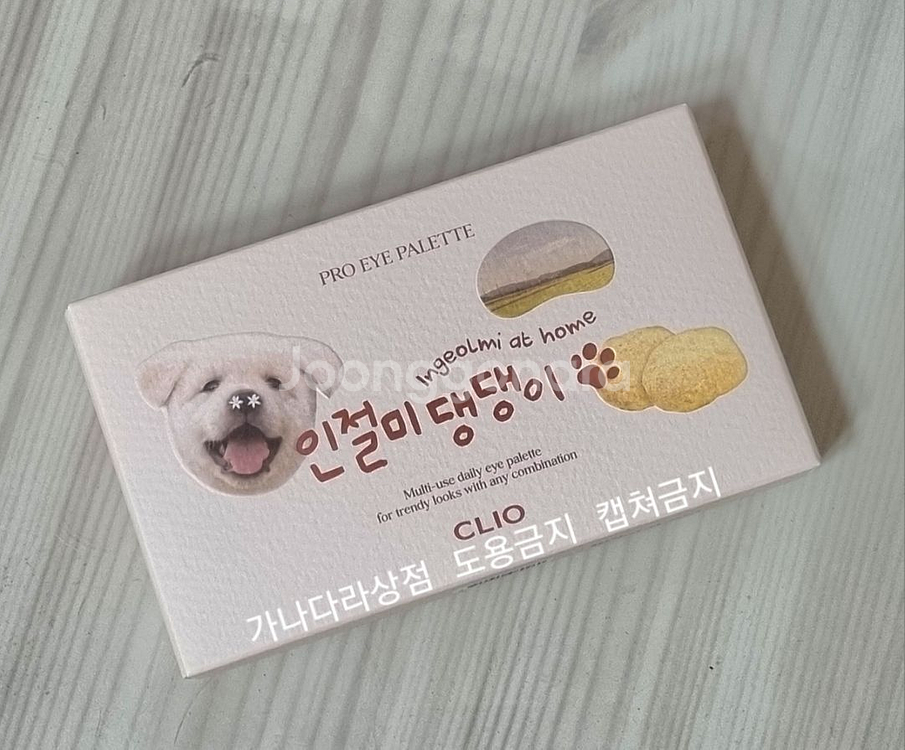 PRO EYE PALETTE
Ingeolmi at home
인절미 댕댕이
Multi-use daily eye palette
for trendy looks with any combination
CLIO
가나다라상점 도용금지 캡쳐금지